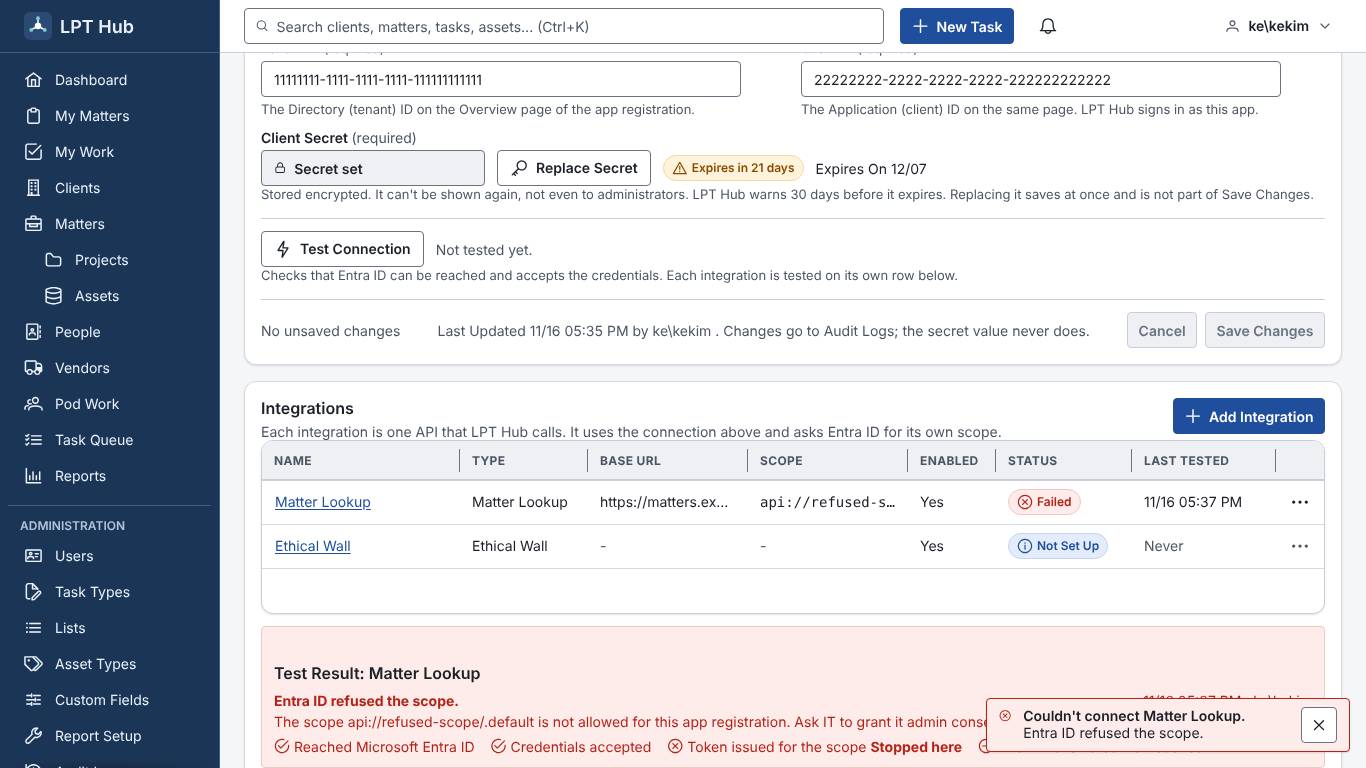 LPT Hub
Search clients, matters, tasks, assets... (Ctrl+K)
New Task
ke\kekim
Dashboard
My Matters
My Work
Clients
Matters
Projects
Assets
People
Vendors
Pod Work
Task Queue
Reports
ADMINISTRATION
Users
Task Types
Lists
Asset Types
Custom Fields
Report Setup
11111111-1111-1111-1111-111111111111
22222222-2222-2222-2222-222222222222
The Directory (tenant) ID on the Overview page of the app registration.
The Application (client) ID on the same page. LPT Hub signs in as this app.
Client Secret (required)
Secret set
Replace Secret
Expires in 21 days
Expires On 12/07
Stored encrypted. It can't be shown again, not even to administrators. LPT Hub warns 30 days before it expires. Replacing it saves at once and is not part of Save Changes.
Test Connection
Not tested yet.
Checks that Entra ID can be reached and accepts the credentials. Each integration is tested on its own row below.
No unsaved changes
Last Updated 11/16 05:35 PM by ke\kekim . Changes go to Audit Logs; the secret value never does.
Cancel
Save Changes
Integrations
Each integration is one API that LPT Hub calls. It uses the connection above and asks Entra ID for its own scope.
Add Integration
NAME TYPE BASE URL SCOPE ENABLED STATUS LAST TESTED
Matter Lookup Matter Lookup https://matters.ex... api://refused-s... Yes Failed 11/16 05:37 PM
Ethical Wall Ethical Wall - - Yes Not Set Up Never
Test Result: Matter Lookup
Entra ID refused the scope.
The scope api://refused-scope/.default is not allowed for this app registration. Ask IT to grant it admin
Reached Microsoft Entra ID
Credentials accepted
Token issued for the scope Stopped here
Couldn't connect Matter Lookup.
Entra ID refused the scope.